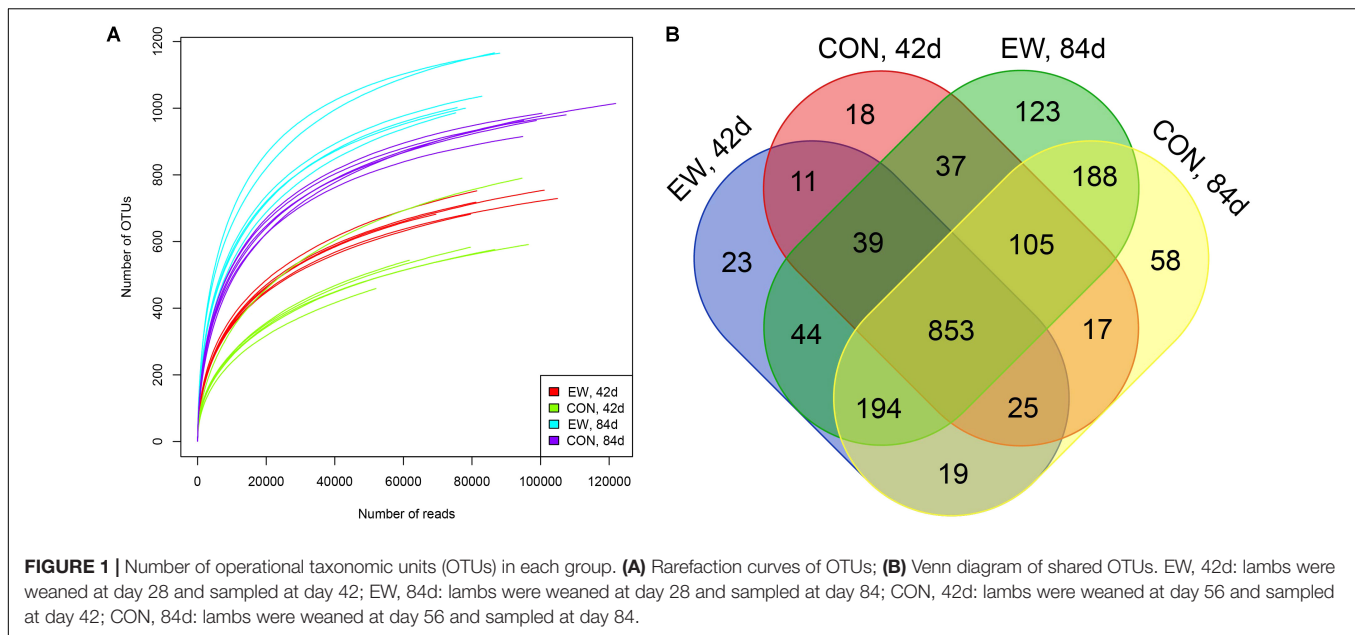 A
Number of OTUs
0
200
400
600
800
1000
1200
0
20000
40000
60000
80000
100000
120000
Number of reads
EW, 42d
CON, 42d
EW, 84d
CON, 84d
B
EW, 42d
CON, 42d
EW, 84d
CON, 84d
18
123
11
37
188
23
39
105
58
44
853
17
194
25
19
FIGURE 1 | Number of operational taxonomic units (OTUs) in each group. (A) Rarefaction curves of OTUs; (B) Venn diagram of shared OTUs. EW, 42d: lambs were
weaned at day 28 and sampled at day 42; EW, 84d: lambs were weaned at day 28 and sampled at day 84; CON, 42d: lambs were weaned at day 56 and sampled
at day 42; CON, 84d: lambs were weaned at day 56 and sampled at day 84.